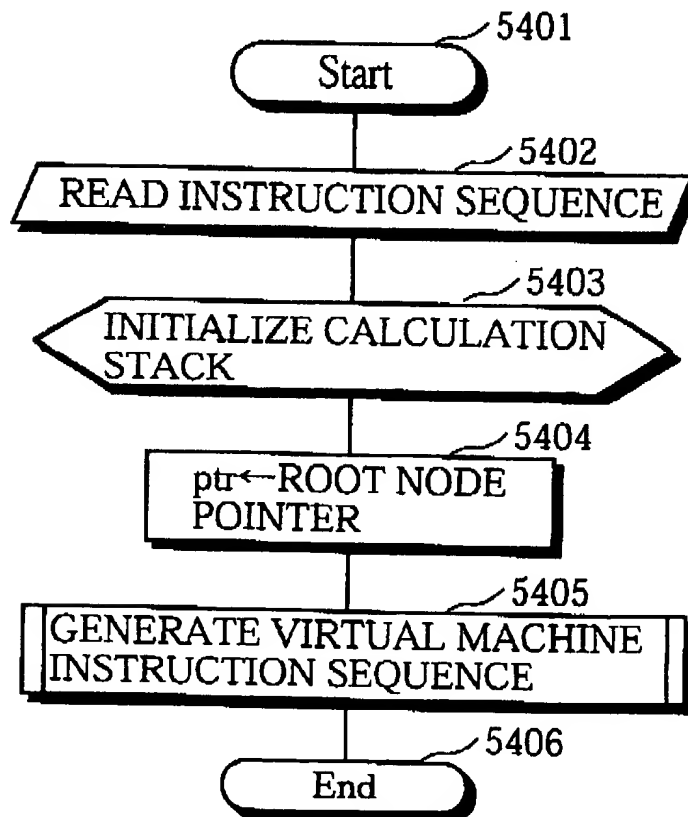 5401
Start
5402
READ INSTRUCTION SEQUENCE
5403
INITIALIZE CALCULATION
STACK
5404
ptr←ROOT NODE
POINTER
5405
GENERATE VIRTUAL MACHINE
INSTRUCTION SEQUENCE
5406
End